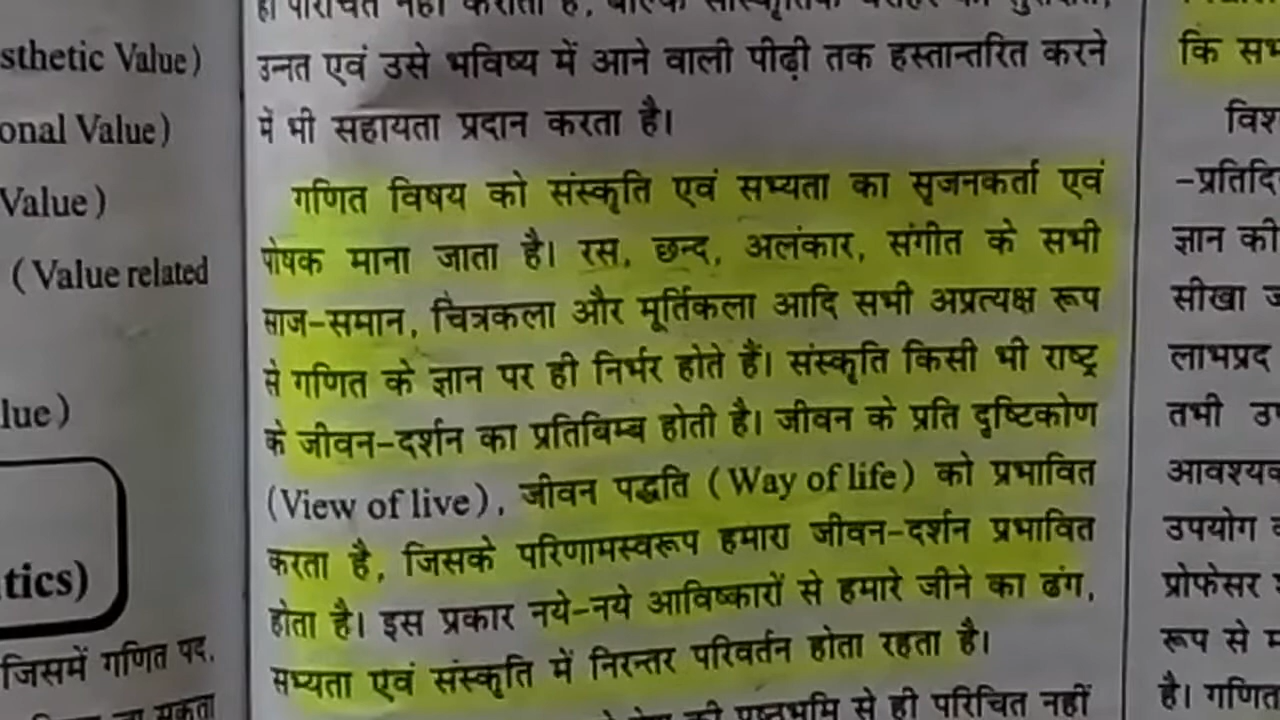 sthetic Value)
onal Value)
Value)
(Value related
lue)
tics)
जिसमें गणित पद,
उन्नत एवं उसे भविष्य में आने वाली पीढ़ी तक हस्तान्तरित करने
में भी सहायता प्रदान करता है।
गणित विषय को संस्कृति एवं सभ्यता का सृजनकर्ता एवं
पोषक माना जाता है। रस, छन्द, अलंकार, संगीत के सभी
साज-समान, चित्रकला और मूर्तिकला आदि सभी अप्रत्यक्ष रूप
से गणित के ज्ञान पर ही निर्भर होते हैं। संस्कृति किसी भी राष्ट्र
के जीवन-दर्शन का प्रतिबिम्ब होती है। जीवन के प्रति दृष्टिकोण
(View of live), जीवन पद्धति (Way of life) को प्रभावित
करता है, जिसके परिणामस्वरूप हमारा जीवन-दर्शन प्रभावित
होता है। इस प्रकार नये-नये आविष्कारों से हमारे जीने का ढंग,
सभ्यता एवं संस्कृति में निरन्तर परिवर्तन होता रहता है।
की पृष्ठभूमि से ही परिचित नहीं
कि सभ
विश
-प्रतिदि
ज्ञान की
सीखा ज
लाभप्रद
तभी उ
आवश्यक
उपयोग
प्रोफेसर
रूप से म
है। गणित